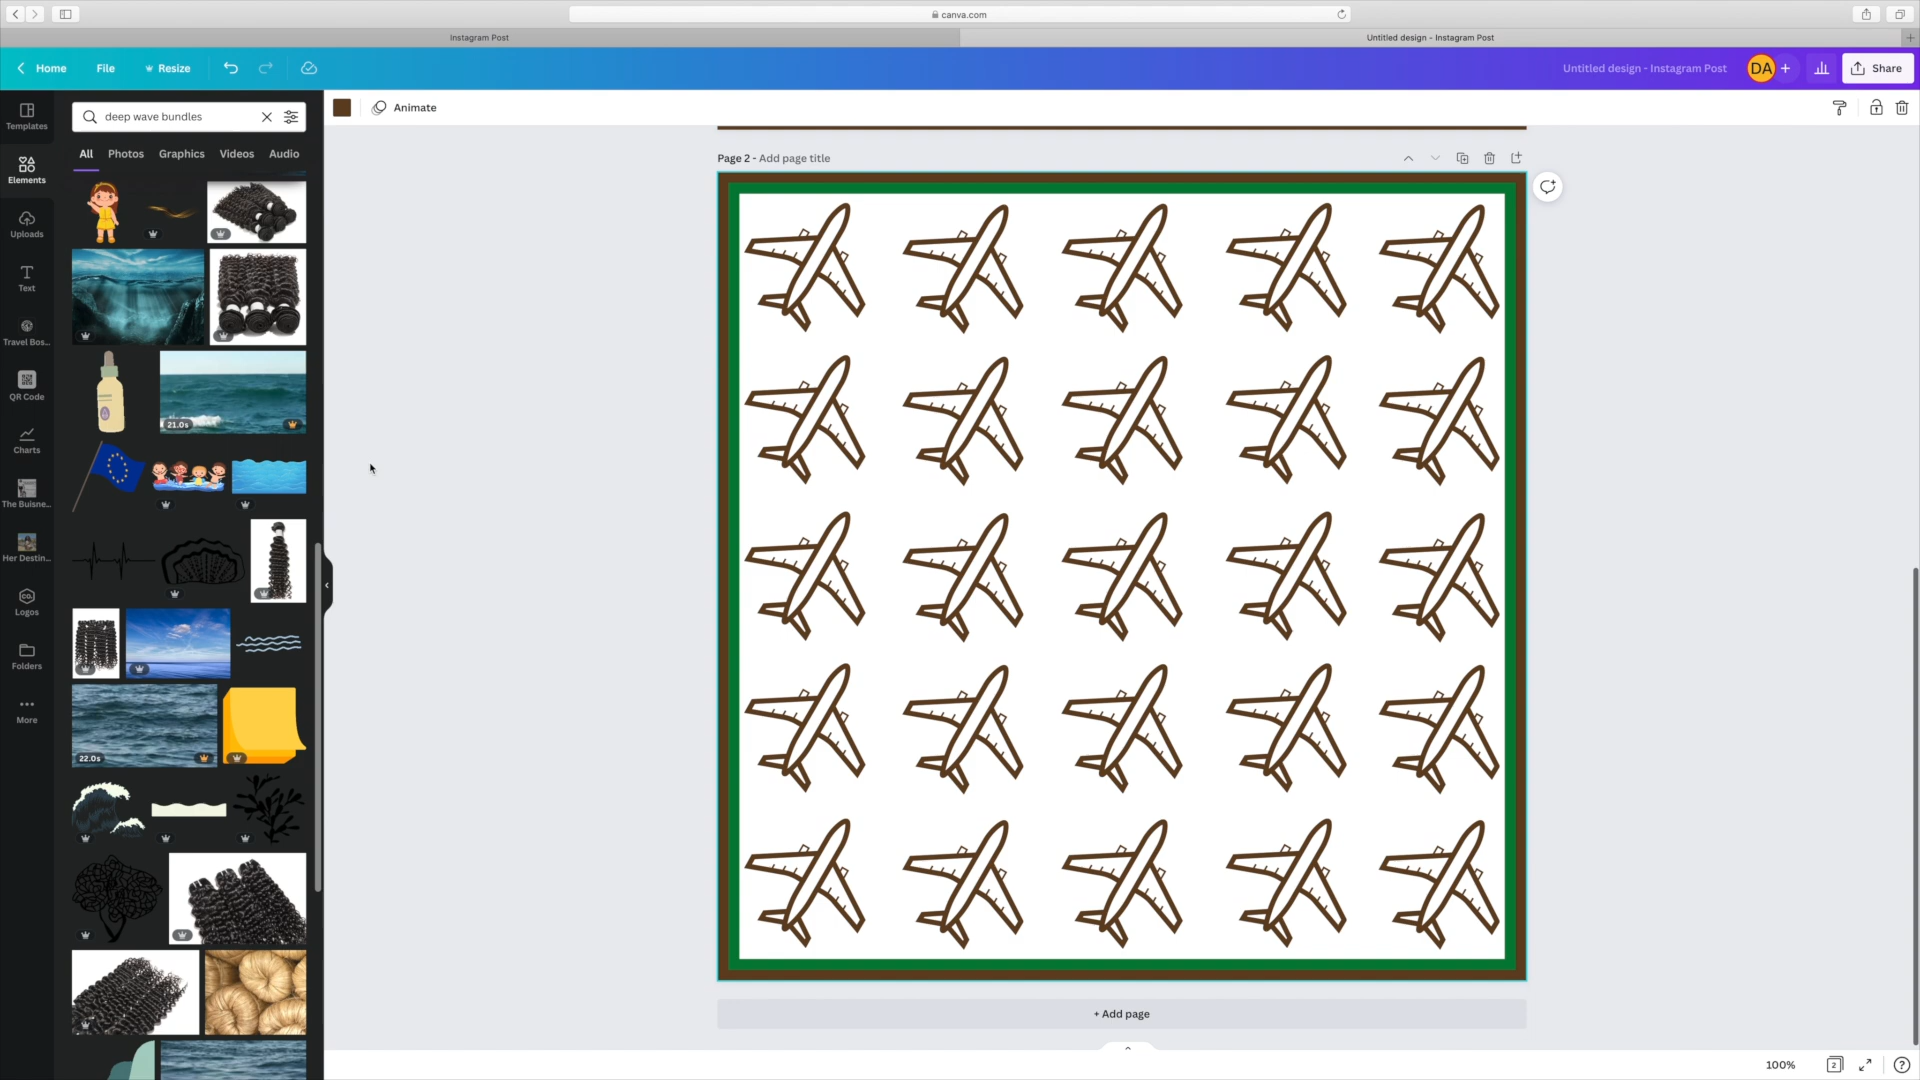 canva.com
Instagram Post
Untitled design - Instagram Post
Home
File
Resize
Untitled design - Instagram Post
DA
Share
Templates
deep wave bundles
Animate
All
Photos
Graphics
Videos
Audio
Page 2 - Add page title
Elements
Uploads
Text
Travel Bos...
QR Code
21.0s
Charts
The Buisne...
Her Destin...
CO.
Logos
Folders
More
22.0s
+ Add page
100%
2